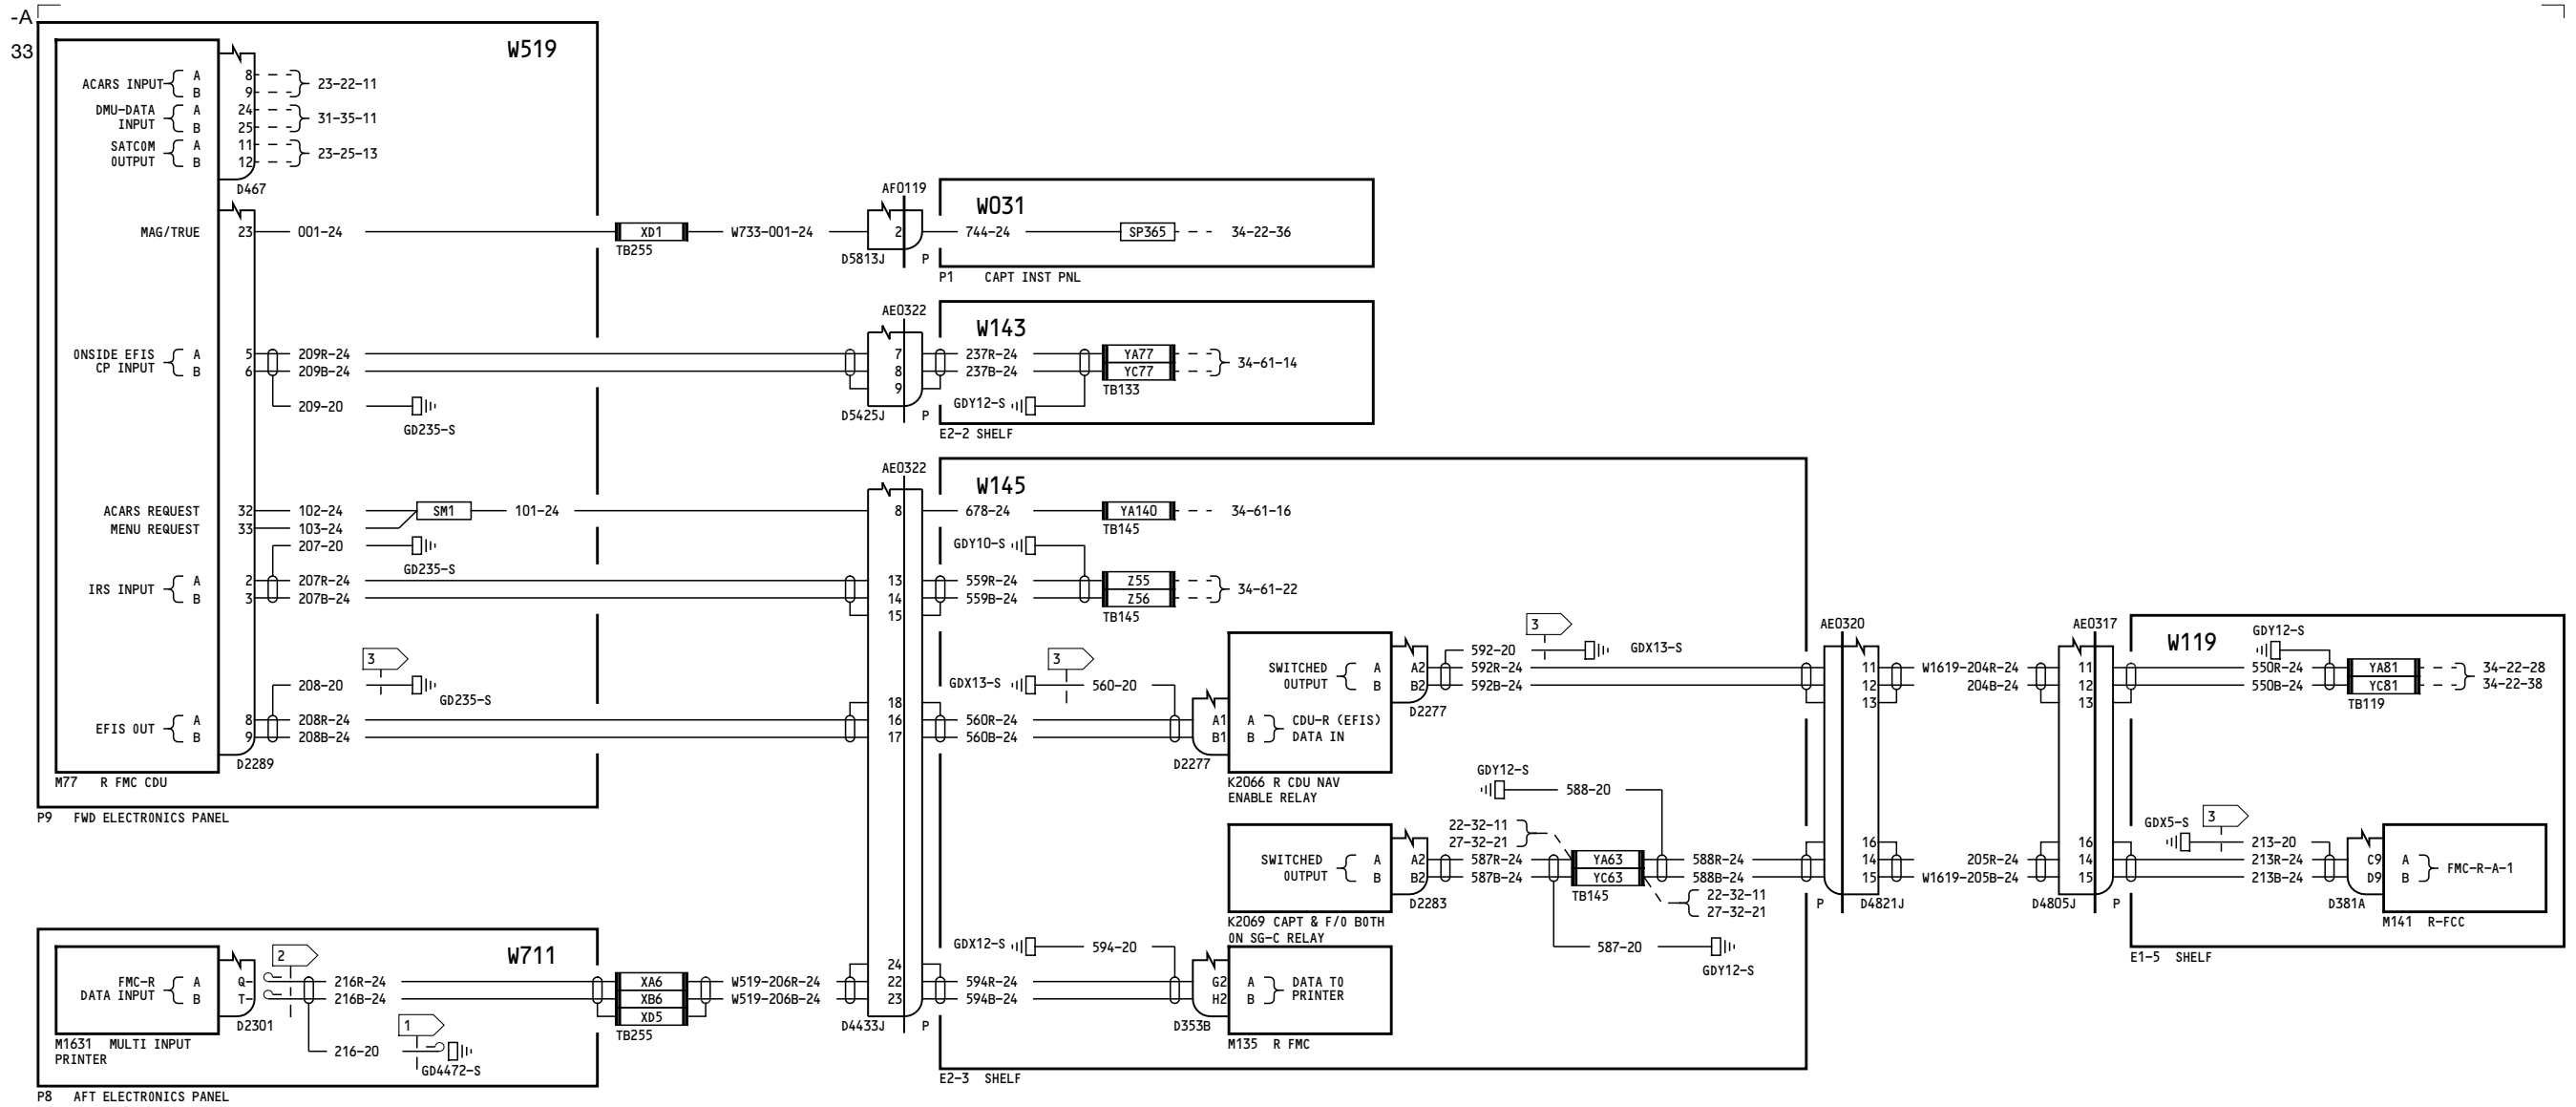 -A
33
W519
ACARS INPUT A 8 23-22-11
B 9
DMU-DATA INPUT A 24 31-35-11
B 25
SATCOM OUTPUT A 11 23-25-13
B 12
D467
MAG/TRUE 23 001-24 XD1 W733-001-24 2 744-24 SP365 34-22-36
TB255
AF0119
W031
D5813J P
P1 CAPT INST PNL
AE0322
W143
ONSIDE EFIS CP INPUT A 5 209R-24 7 237R-24 YA77 34-61-14
B 6 209B-24 8 237B-24 YC77
9
TB133
209-20
GD235-S
GDY12-S
D5425J P
E2-2 SHELF
AE0322
W145
ACARS REQUEST 32 102-24 SM1 101-24 8 678-24 YA140 34-61-16
MENU REQUEST 33 103-24
TB145
207-20
GD235-S
GDY10-S
IRS INPUT A 2 207R-24 13 559R-24 Z55 34-61-22
B 3 207B-24 14 559B-24 Z56
15
TB145
3
208-20
GD235-S
EFIS OUT A 8 208R-24 16 560R-24 A1 A CDU-R (EFIS)
B 9 208B-24 17 560B-24 B1 B DATA IN
18
D2289
M77 R FMC CDU
P9 FWD ELECTRONICS PANEL
3
GDX13-S 560-20
D2277
SWITCHED OUTPUT A A2 592R-24 11 W1619-204R-24 11 550R-24 YA81 34-22-28
B B2 592B-24 12 204B-24 12 550B-24 YC81 34-22-38
13 13
592-20
3
GDX13-S
D2277
K2066 R CDU NAV
ENABLE RELAY
AE0320
AE0317
W119
GDY12-S
TB119
GDY12-S 588-20
22-32-11
27-32-21
SWITCHED OUTPUT A A2 587R-24 YA63 588R-24 14 205R-24 14 213R-24 C9 A FMC-R-A-1
B B2 587B-24 YC63 588B-24 15 W1619-205B-24 15 213B-24 D9 B
16 16
TB145
22-32-11
27-32-21
D2283
K2069 CAPT & F/O BOTH
ON SG-C RELAY
587-20
GDY12-S
P D4821J
D4805J P
GDX5-S
3
213-20
D381A
M141 R-FCC
E1-5 SHELF
W711
FMC-R DATA INPUT A Q 216R-24 XA6 W519-206R-24 22 594R-24 G2 A DATA TO
B T 216B-24 XB6 W519-206B-24 23 594B-24 H2 B PRINTER
XD5
24
2
D2301
1
216-20
GD4472-S
M1631 MULTI INPUT
PRINTER
P8 AFT ELECTRONICS PANEL
TB255
D4433J P
GDX12-S 594-20
D353B
M135 R FMC
E2-3 SHELF